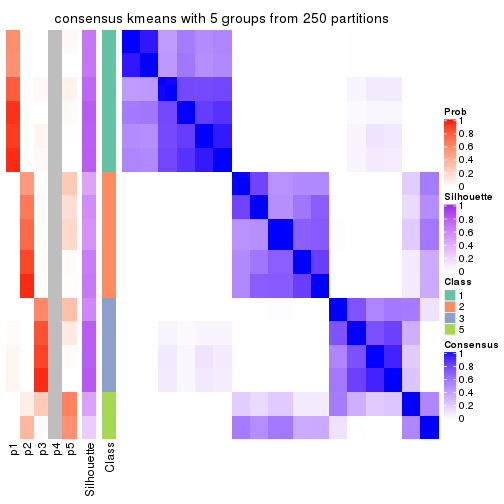 consensus kmeans with 5 groups from 250 partitions
Prob
1
0.8
0.6
0.4
0.2
0
Silhouette
1
0.8
0.6
0.4
0.2
0
Class
1
2
3
5
Consensus
1
0.8
0.6
0.4
0.2
0
p1
p2
p3
p4
p5
Silhouette
Class